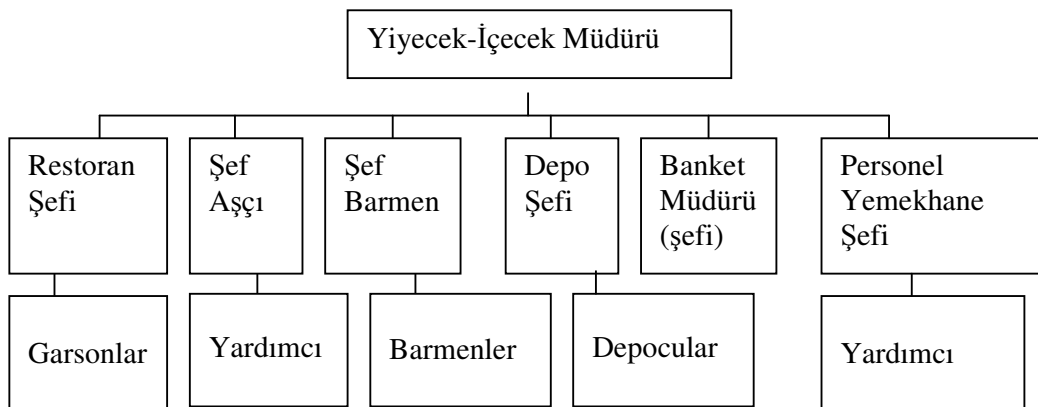 Yiyecek-İçecek Müdürü
Restoran
Şefi
Şef
Aşçı
Şef
Barmen
Depo
Şefi
Banket
Müdürü
(şefi)
Personel
Yemekhane
Şefi
Garsonlar
Yardımcı
Barmenler
Depocular
Yardımcı